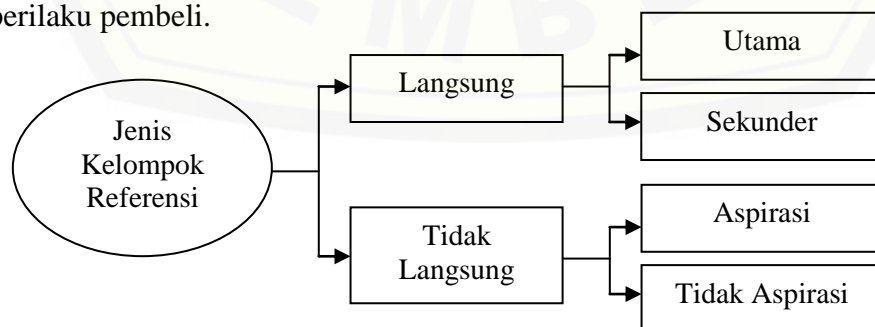 perilaku pembeli.
Jenis
Kelompok
Referensi
Langsung
Utama
Sekunder
Tidak
Langsung
Aspirasi
Tidak Aspirasi